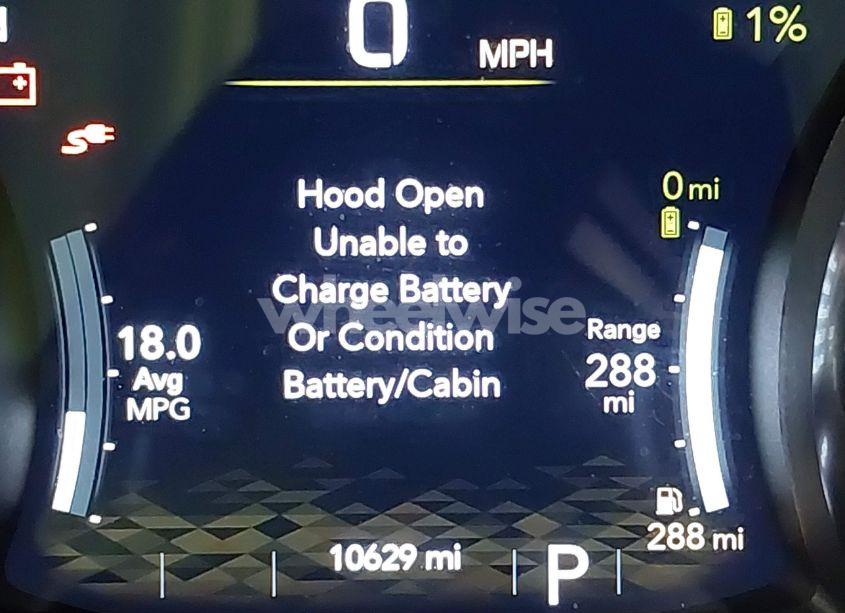 0 MPH
1%
Hood Open
Unable to
Charge Battery
Or Condition
Battery/Cabin
0 mi
18.0
Avg
MPG
Range
288
mi
288 mi
10629 mi
P
wheelwise